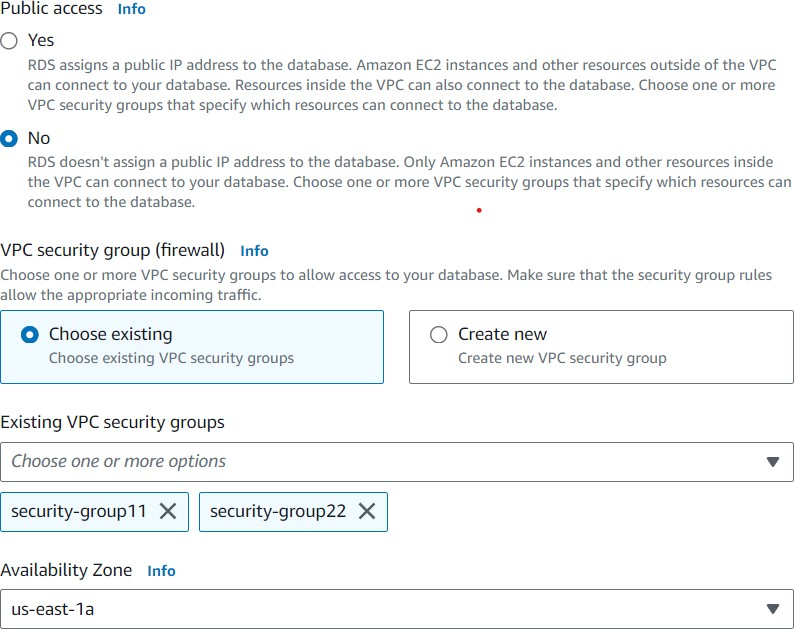 Public access Info
Yes
RDS assigns a public IP address to the database. Amazon EC2 instances and other resources outside of the VPC
can connect to your database. Resources inside the VPC can also connect to the database. Choose one or more
VPC security groups that specify which resources can connect to the database.
No
RDS doesn't assign a public IP address to the database. Only Amazon EC2 instances and other resources inside
the VPC can connect to your database. Choose one or more VPC security groups that specify which resources can
connect to the database.
VPC security group (firewall) Info
Choose one or more VPC security groups to allow access to your database. Make sure that the security group rules
allow the appropriate incoming traffic.
Choose existing
Choose existing VPC security groups
Create new
Create new VPC security group
Existing VPC security groups
Choose one or more options
security-group11
security-group22
Availability Zone Info
us-east-1a